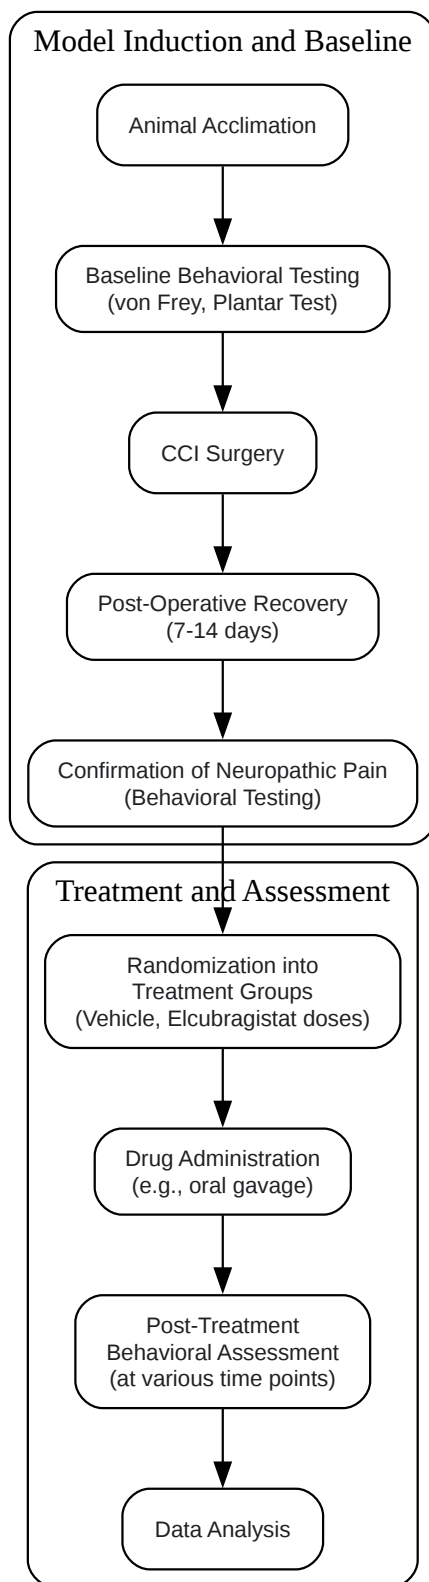 Model Induction and Baseline
Animal Acclimation
Baseline Behavioral Testing
(von Frey, Plantar Test)
CCI Surgery
Post-Operative Recovery
(7-14 days)
Confirmation of Neuropathic Pain
(Behavioral Testing)
Treatment and Assessment
Randomization into
Treatment Groups
(Vehicle, Elcubragistat doses)
Drug Administration
(e.g., oral gavage)
Post-Treatment
Behavioral Assessment
(at various time points)
Data Analysis